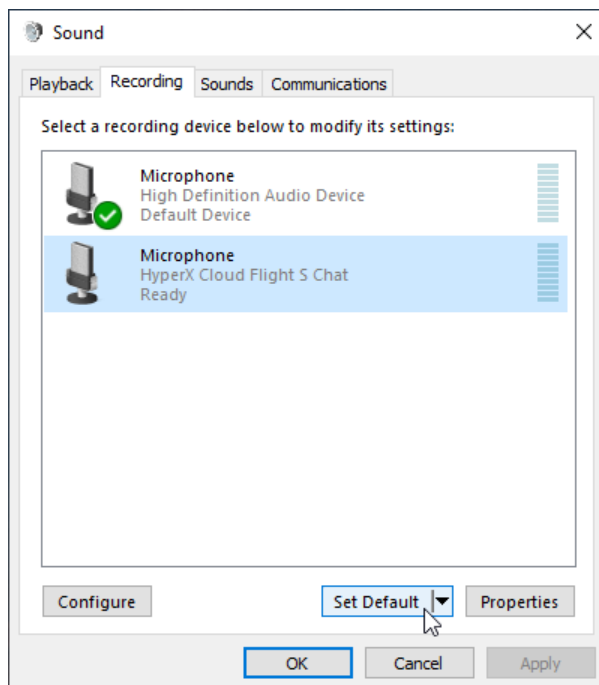 Sound
Playback Recording Sounds Communications
Select a recording device below to modify its settings:
Microphone
High Definition Audio Device
Default Device
Microphone
HyperX Cloud Flight S Chat
Ready
Configure Set Default Properties
OK Cancel Apply